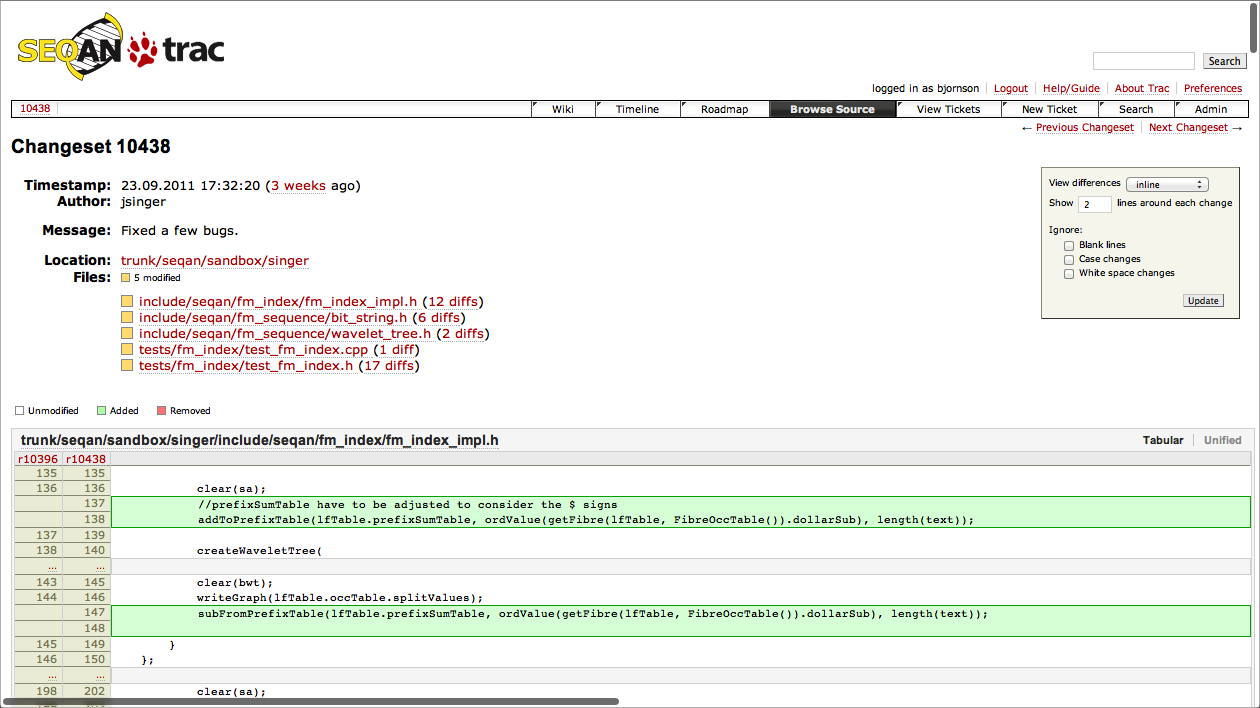 SEQAN trac
Search
logged in as bjornson Logout Help/Guide About Trac Preferences
10438 Wiki Timeline Roadmap Browse Source View Tickets New Ticket Search Admin
← Previous Changeset Next Changeset →
Changeset 10438
Timestamp: 23.09.2011 17:32:20 (3 weeks ago)
Author: jsinger
Message: Fixed a few bugs.
Location: trunk/seqan/sandbox/singer
Files: 5 modified
include/seqan/fm_index/fm_index_impl.h (12 diffs)
include/seqan/fm_sequence/bit_string.h (6 diffs)
include/seqan/fm_sequence/wavelet_tree.h (2 diffs)
tests/fm_index/test_fm_index.cpp (1 diff)
tests/fm_index/test_fm_index.h (17 diffs)
View differences inline
Show 2 lines around each change
Ignore:
Blank lines
Case changes
White space changes
Update
Unmodified Added Removed
trunk/seqan/sandbox/singer/include/seqan/fm_index/fm_index_impl.h Tabular Unified
r10396 r10438
135 135
136 136 clear(sa);
137 //prefixSumTable have to be adjusted to consider the $ signs
138 addToPrefixTable(lfTable.prefixSumTable, ordValue(getFibre(lfTable, FibreOccTable()).dollarSub), length(text));
137 139
138 140 createWaveletTree(
… …
143 145 clear(bwt);
144 146 writeGraph(lfTable.occTable.splitValues);
147 subFromPrefixTable(lfTable.prefixSumTable, ordValue(getFibre(lfTable, FibreOccTable()).dollarSub), length(text));
148
145 149 }
146 150 };
… …
198 202 clear(sa);